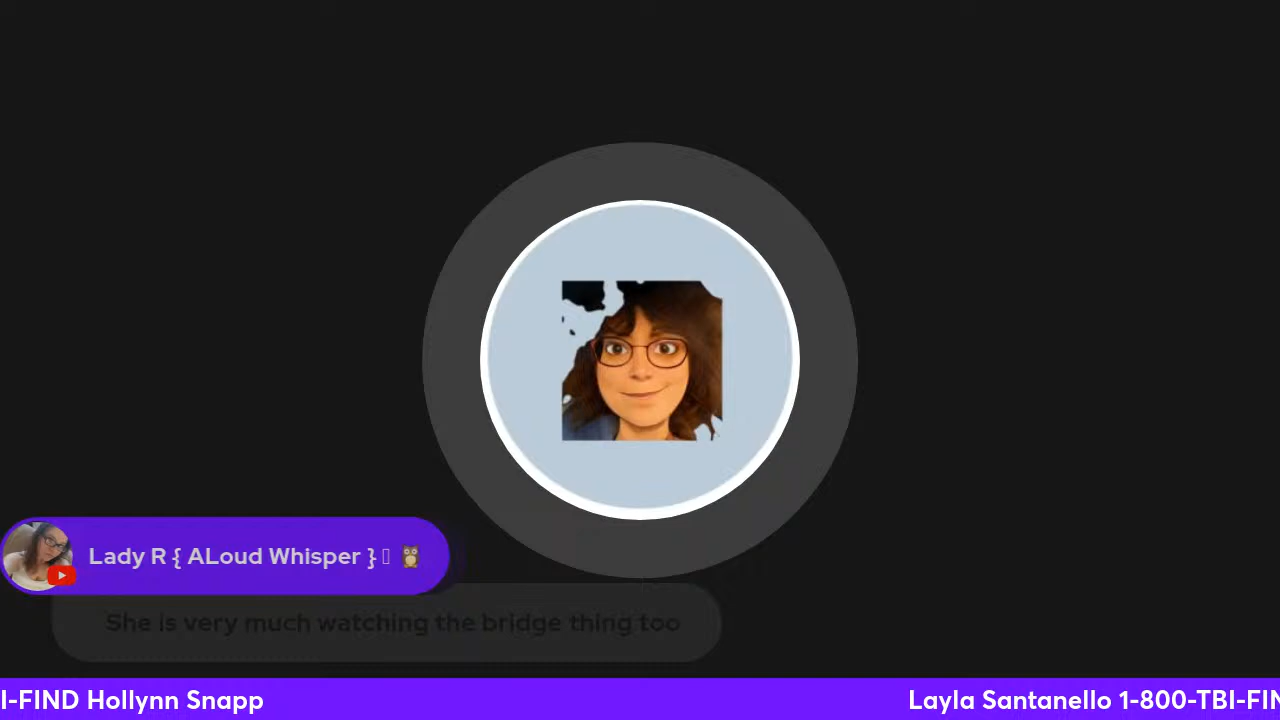 Lady R { ALoud Whisper } 🦉
She is very much watching the bridge thing too
I-FIND Hollynn Snapp Layla Santanello 1-800-TBI-FIN